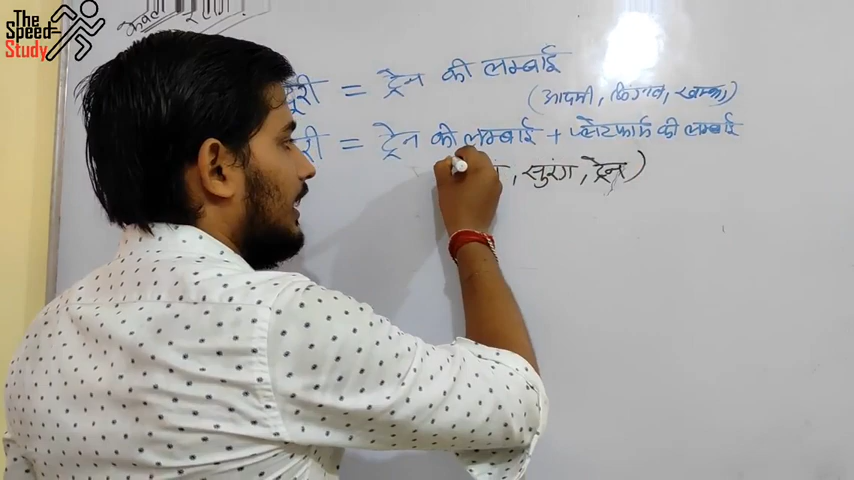 The
Speed
Study
दूरी = ट्रेन की लम्बाई
(आदमी, खम्भा)
री = ट्रेन की लम्बाई + प्लेटफार्म की लम्बाई
, सुरंग, ट्रेन)